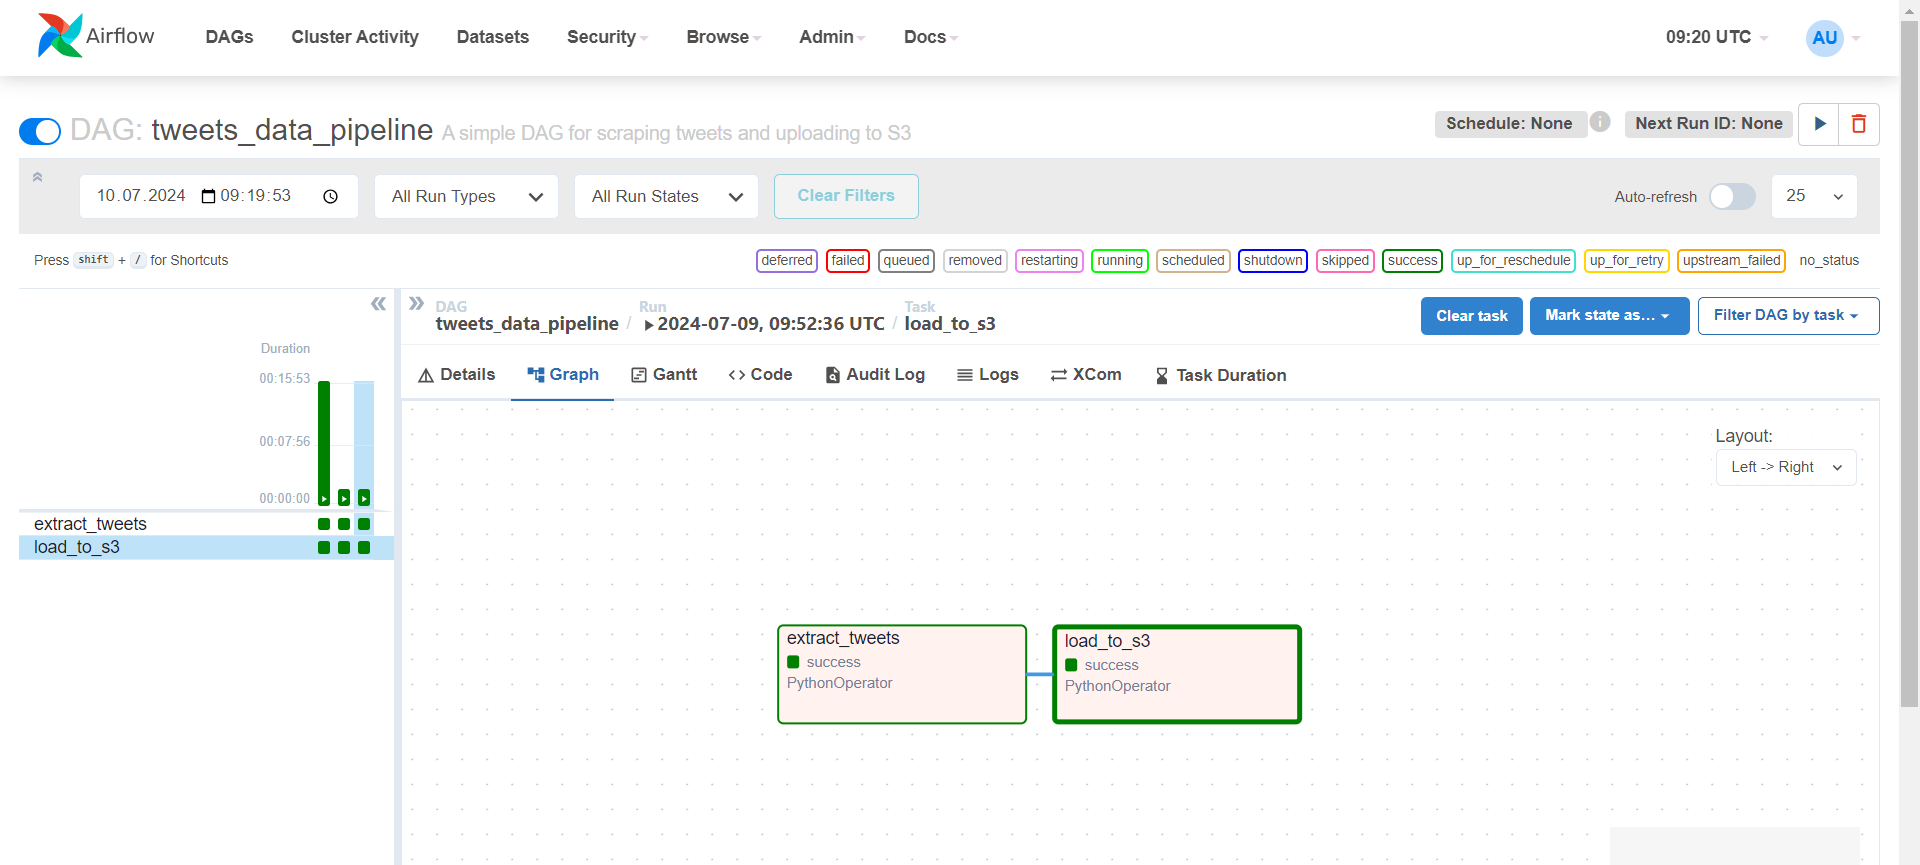 Airflow DAGs Cluster Activity Datasets Security Browse Admin Docs 09:20 UTC AU
DAG: tweets_data_pipeline A simple DAG for scraping tweets and uploading to S3 Schedule: None i Next Run ID: None
10.07.2024 09:19:53 All Run Types All Run States Clear Filters Auto-refresh 25
Press shift + / for Shortcuts deferred failed queued removed restarting running scheduled shutdown skipped success up_for_reschedule up_for_retry upstream_failed no_status
DAG Run Task
tweets_data_pipeline / 2024-07-09, 09:52:36 UTC / load_to_s3 Clear task Mark state as... Filter DAG by task
Details Graph Gantt Code Audit Log Logs XCom Task Duration
Duration
00:15:53
00:07:56
00:00:00
extract_tweets
load_to_s3
Layout:
Left -> Right
extract_tweets
success
PythonOperator
load_to_s3
success
PythonOperator